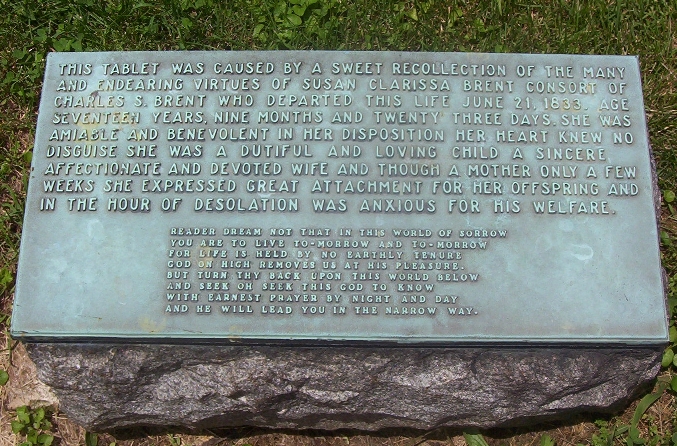 THIS TABLET WAS CAUSED BY A SWEET RECOLLECTION OF THE MANY
AND ENDEARING VIRTUES OF SUSAN CLARISSA BRENT CONSORT OF
CHARLES S. BRENT WHO DEPARTED THIS LIFE JUNE 21, 1833. AGE
SEVENTEEN YEARS, NINE MONTHS AND TWENTY THREE DAYS. SHE WAS
AMIABLE AND BENEVOLENT IN HER DISPOSITION HER HEART KNEW NO
DISGUISE SHE WAS A DUTIFUL AND LOVING CHILD A SINCERE
AFFECTIONATE AND DEVOTED WIFE AND THOUGH A MOTHER ONLY A FEW
WEEKS SHE EXPRESSED GREAT ATTACHMENT FOR HER OFFSPRING AND
IN THE HOUR OF DESOLATION WAS ANXIOUS FOR HIS WELFARE.
READER DREAM NOT THAT IN THIS WORLD OF SORROW
YOU ARE TO LIVE TO-MORROW AND TO-MORROW
FOR LIFE IS HELD BY NO EARTHLY TENURE
GOD ON HIGH REMOVES US AT HIS PLEASURE.
BUT TURN THY BACK UPON THIS WORLD BELOW
AND SEEK OH SEEK THIS GOD TO KNOW
WITH EARNEST PRAYER BY NIGHT AND DAY
AND HE WILL LEAD YOU IN THE NARROW WAY.